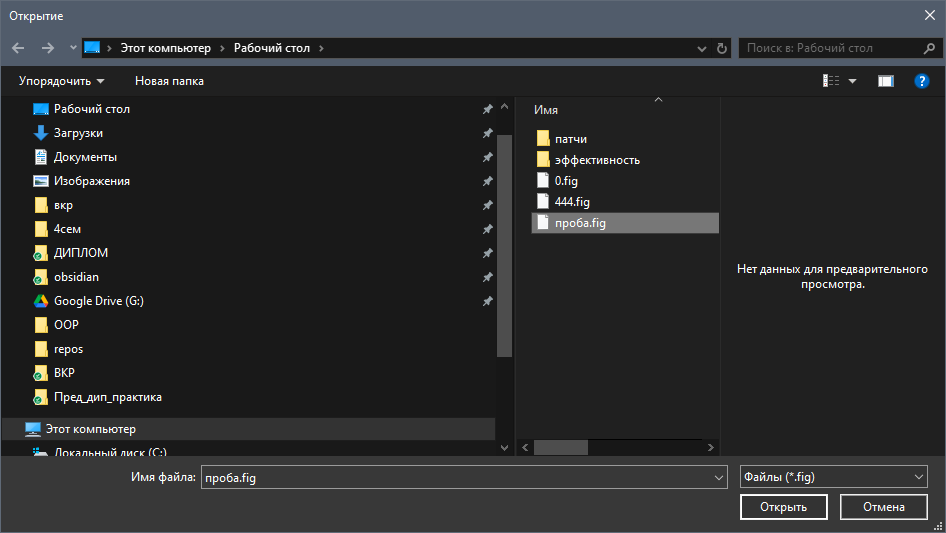 Открытие
Этот компьютер
Рабочий стол
Поиск в: Рабочий стол
Упорядочить
Новая папка
Рабочий стол
Загрузки
Документы
Изображения
вкр
4сем
ДИПЛОМ
obsidian
Google Drive (G:)
OOP
repos
ВКР
Пред_дип_практика
Этот компьютер
Локальный диск (C:)
Имя
патчи
эффективность
0.fig
444.fig
проба.fig
Нет данных для предварительного
просмотра.
Имя файла:
проба.fig
Файлы (*.fig)
Открыть
Отмена